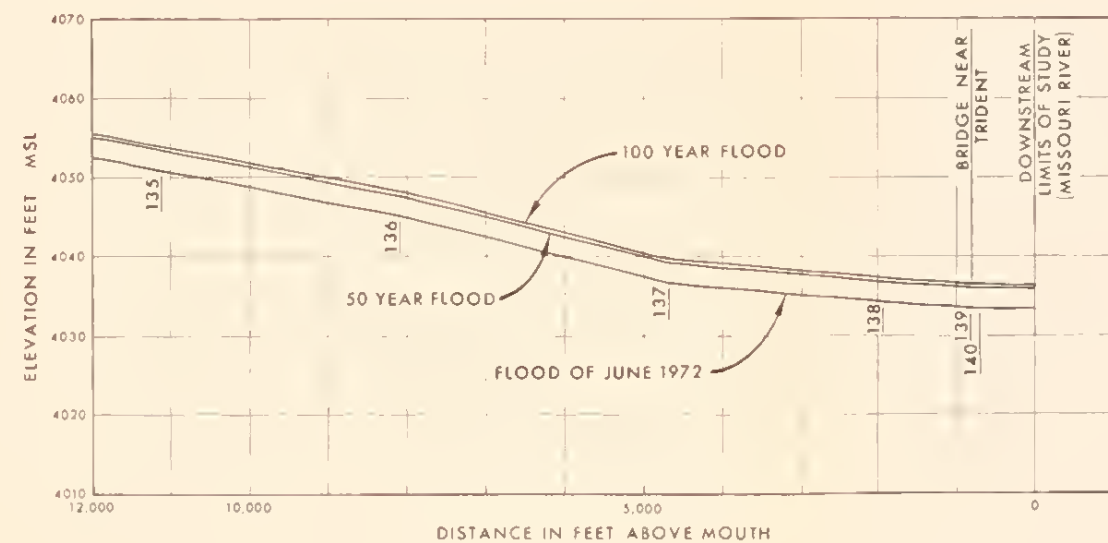 4070
4060
4050
4040
4030
4020
4010
ELEVATION IN FEET MSL
12,000
10,000
5,000
0
DISTANCE IN FEET ABOVE MOUTH
100 YEAR FLOOD
50 YEAR FLOOD
FLOOD OF JUNE 1972
135
136
137
138
139
140
BRIDGE NEAR
TRIDENT
DOWNSTREAM
LIMITS OF STUDY
(MISSOURI RIVER)